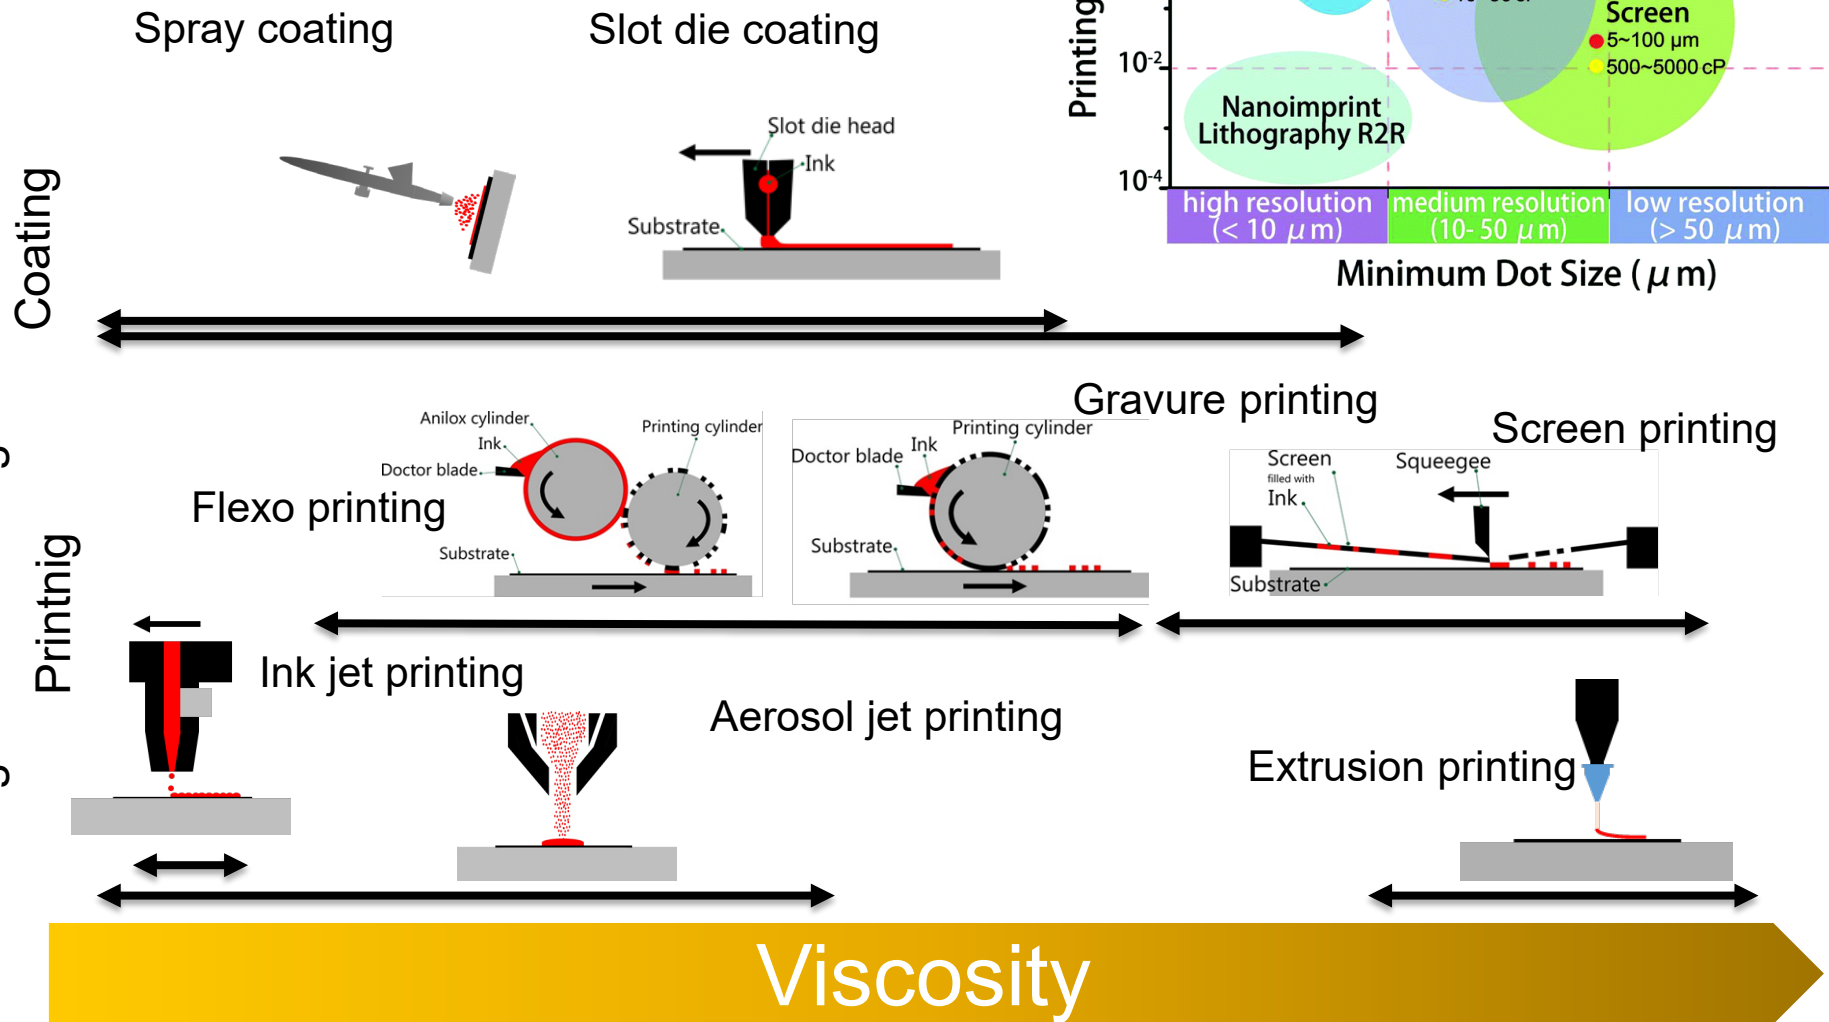 Spray coating
Slot die coating
Printing
Screen
5~100 µm
10⁻²
500~5000 cP
Nanoimprint
Lithography R2R
10⁻⁴
high resolution
(< 10 μm)
medium resolution
(10- 50 μm)
low resolution
(> 50 μm)
Minimum Dot Size (μm)
Slot die head
Ink
Substrate
Coating
Gravure printing
Screen printing
Flexo printing
Anilox cylinder
Ink
Doctor blade
Printing cylinder
Substrate
Printing cylinder
Ink
Doctor blade
Substrate
Screen
filled with
Ink
Squeegee
Substrate
Printnig
Ink jet printing
Aerosol jet printing
Extrusion printing
Viscosity